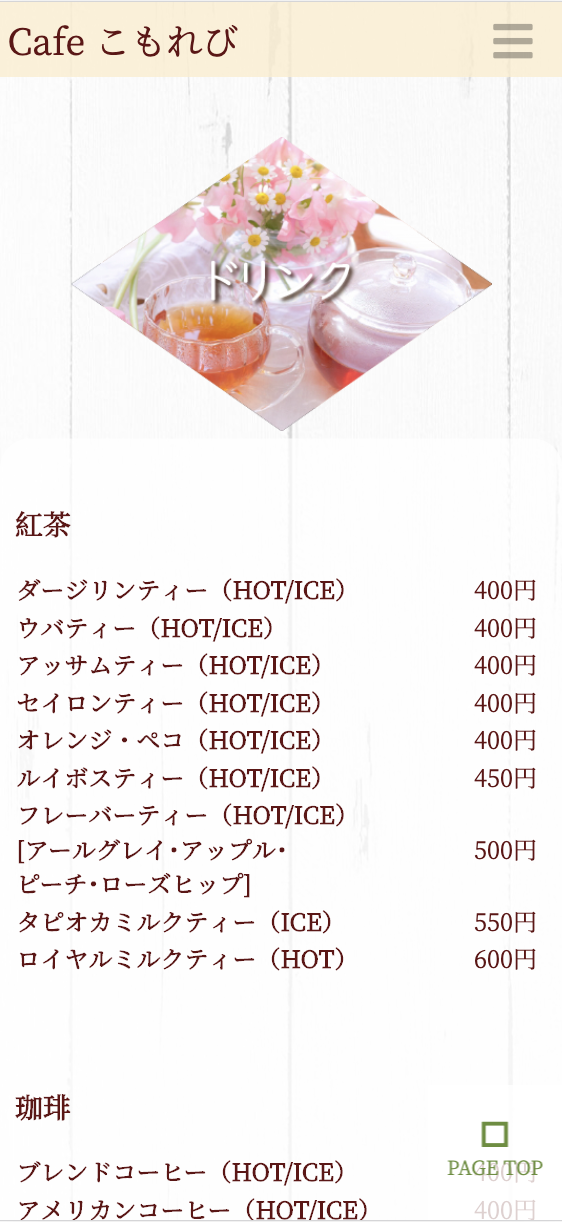 Cafe こもれび
ドリンク
紅茶
ダージリンティー（HOT/ICE） 400円
ウバティー（HOT/ICE） 400円
アッサムティー（HOT/ICE） 400円
セイロンティー（HOT/ICE） 400円
オレンジ・ペコ（HOT/ICE） 400円
ルイボスティー（HOT/ICE） 450円
フレーバーティー（HOT/ICE）
[アールグレイ・アップル・ 500円
ピーチ・ローズヒップ]
タピオカミルクティー（ICE） 550円
ロイヤルミルクティー（HOT） 600円
珈琲
ブレンドコーヒー（HOT/ICE）
PAGE TOP
アメリカンコーヒー（HOT/ICE） 400円